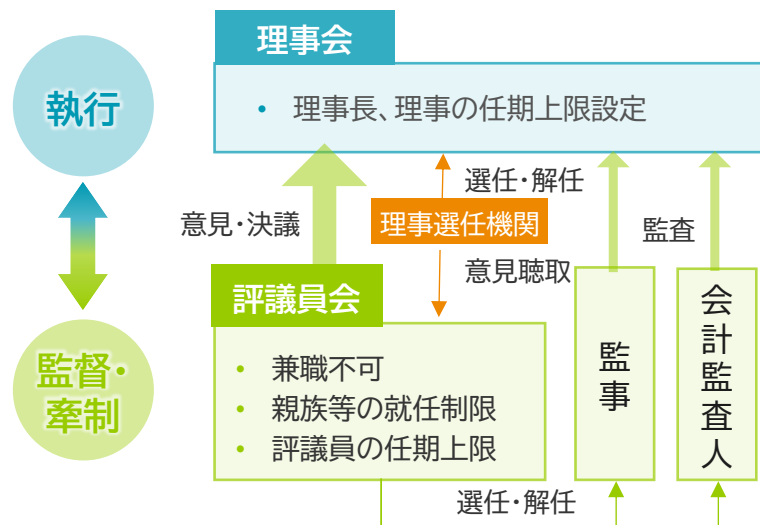 理事会
執行
• 理事長、理事の任期上限設定
選任・解任
意見・決議
理事選任機関
監査
意見聴取
評議員会
監督・
牽制
• 兼職不可
• 親族等の就任制限
• 評議員の任期上限
監事
会計監査人
選任・解任